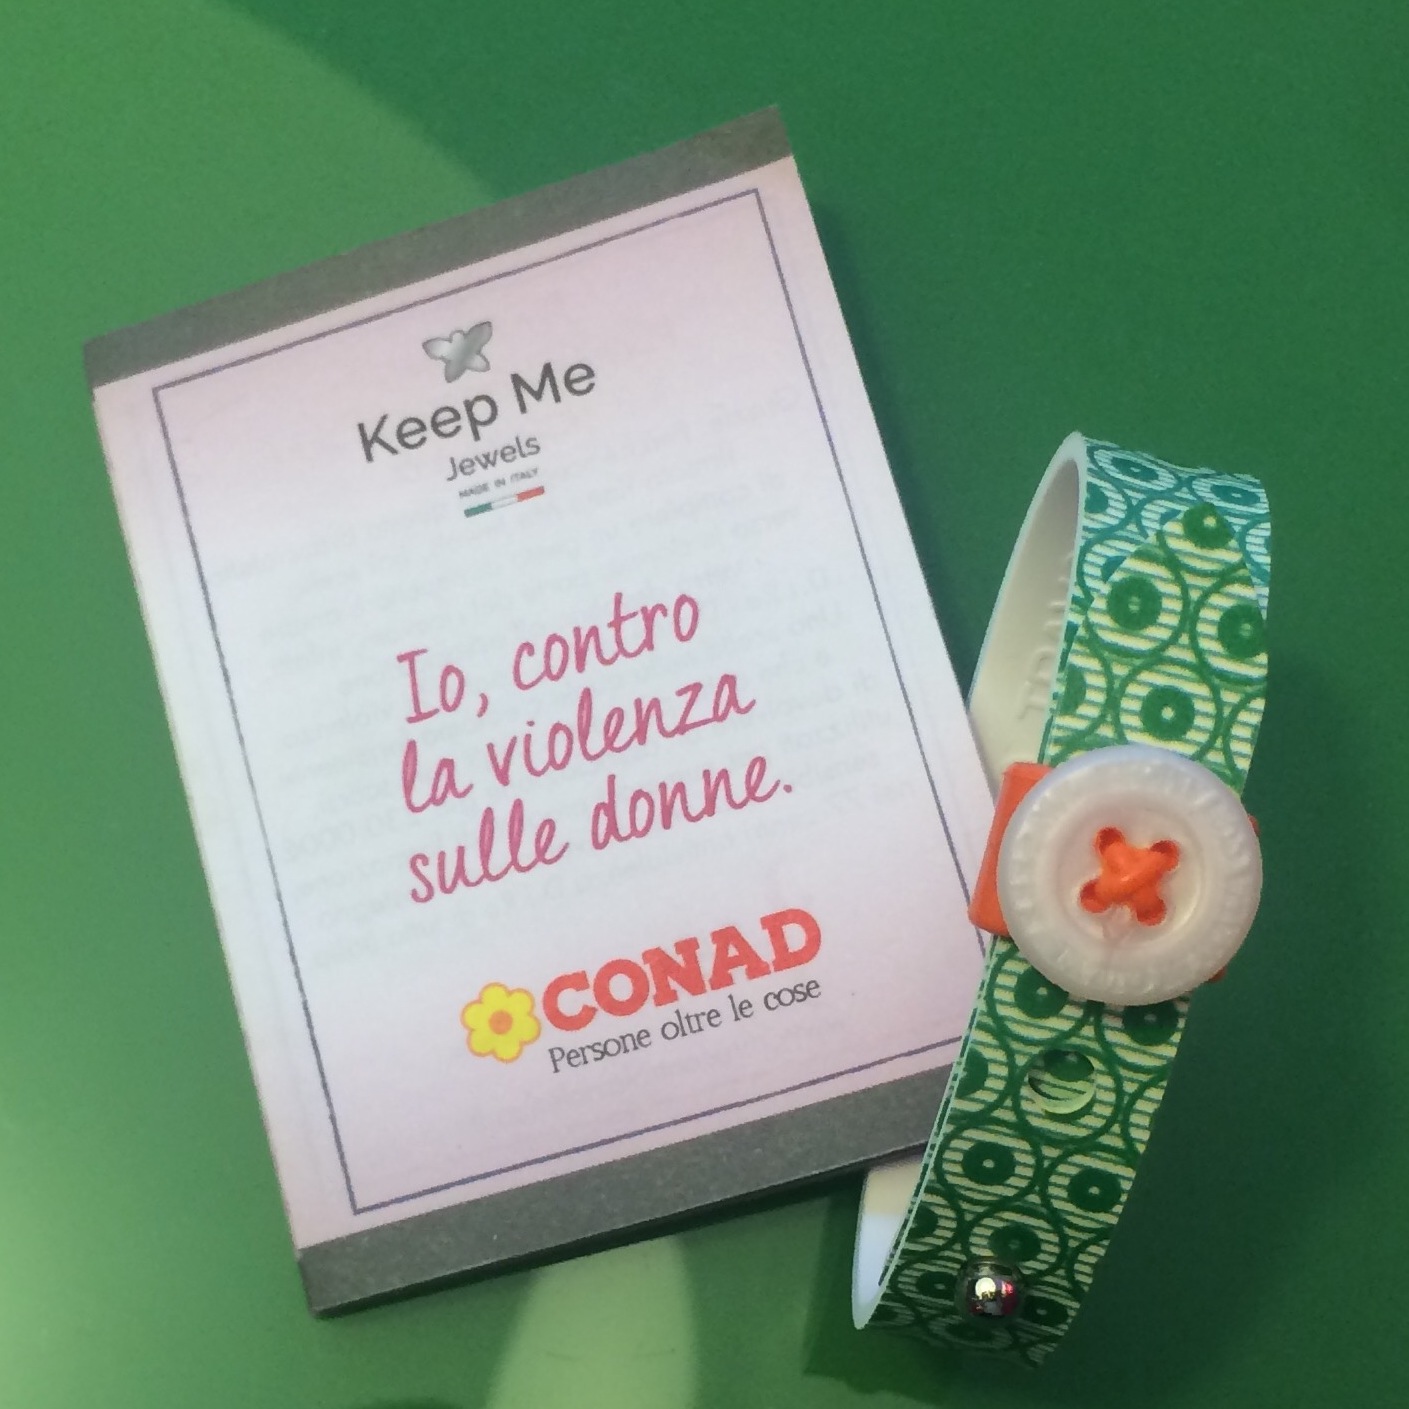 Keep Me
Jewels
MADE IN ITALY
Io, contro
la violenza
sulle donne.
CONAD
Persone oltre le cose